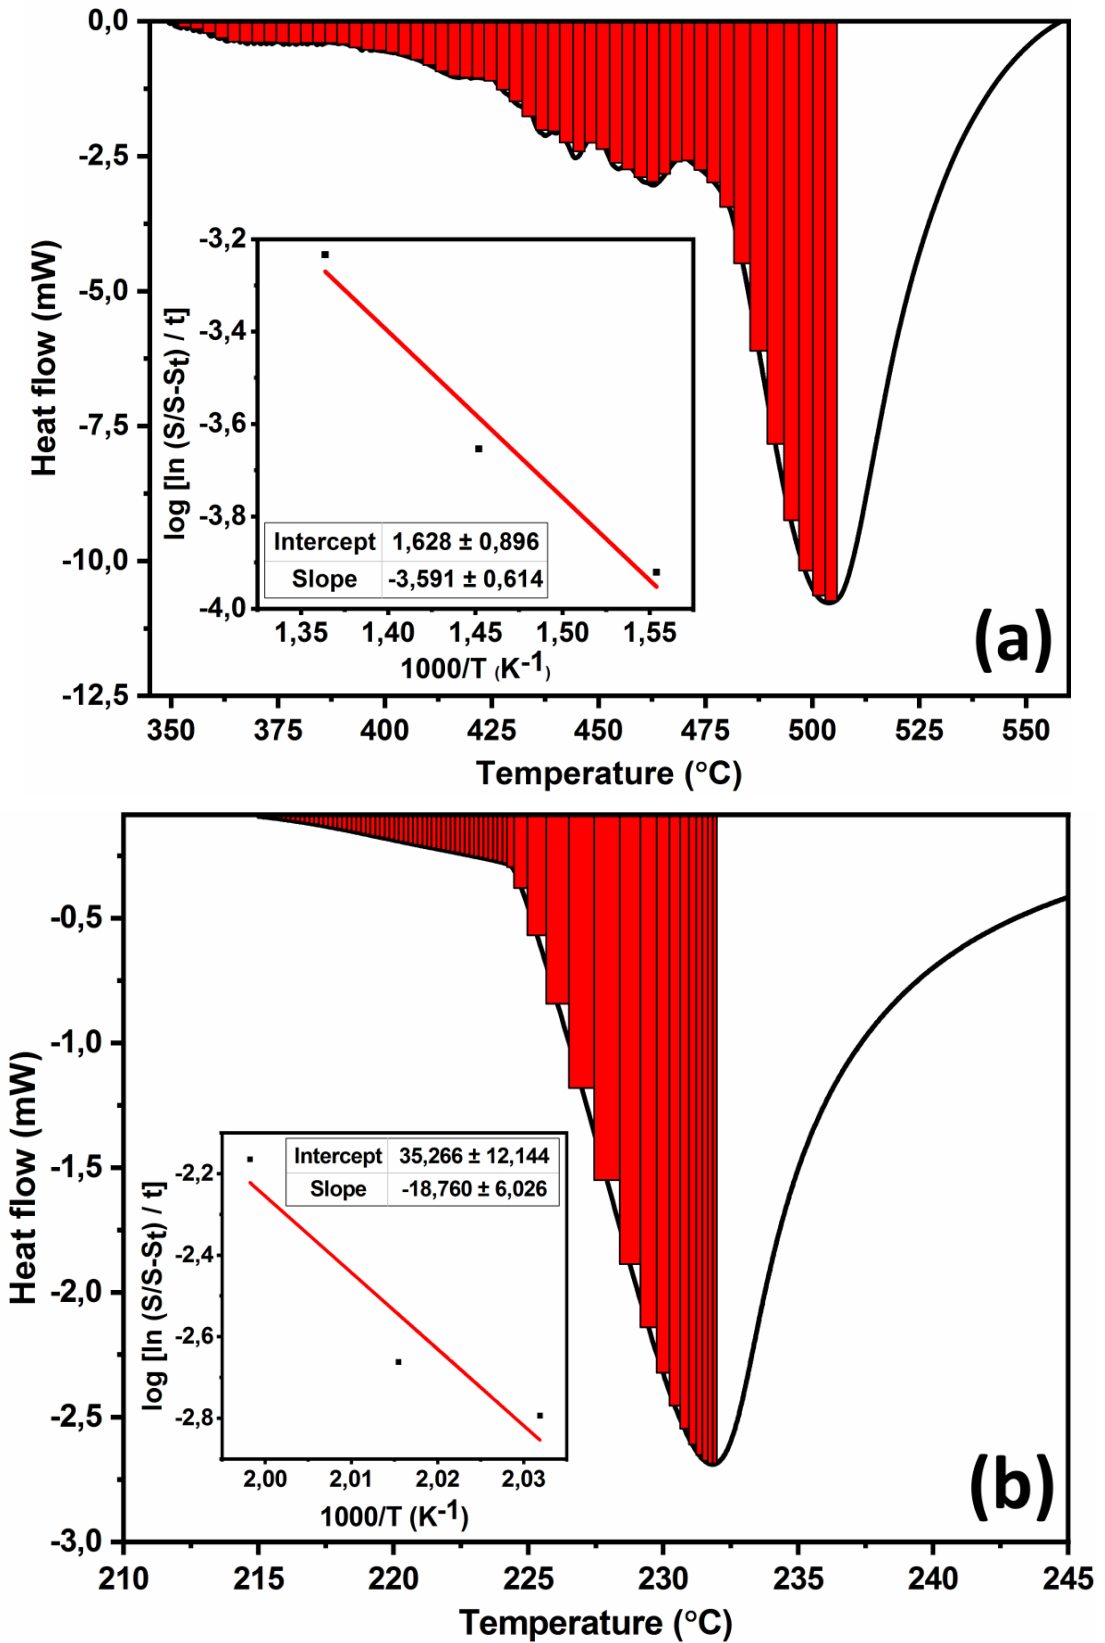 0,0
-2,5
-5,0
-7,5
-10,0
-12,5
Heat flow (mW)
350 375 400 425 450 475 500 525 550
Temperature (°C)
-3,2
-3,4
-3,6
-3,8
-4,0
log [ln (S/S-St) / t]
Intercept 1,628 ± 0,896
Slope -3,591 ± 0,614
1,35 1,40 1,45 1,50 1,55
1000/T (K-1)
(a)
-0,5
-1,0
-1,5
-2,0
-2,5
-3,0
Heat flow (mW)
210 215 220 225 230 235 240 245
Temperature (°C)
-2,2
-2,4
-2,6
-2,8
log [ln (S/S-St) / t]
Intercept 35,266 ± 12,144
Slope -18,760 ± 6,026
2,00 2,01 2,02 2,03
1000/T (K-1)
(b)